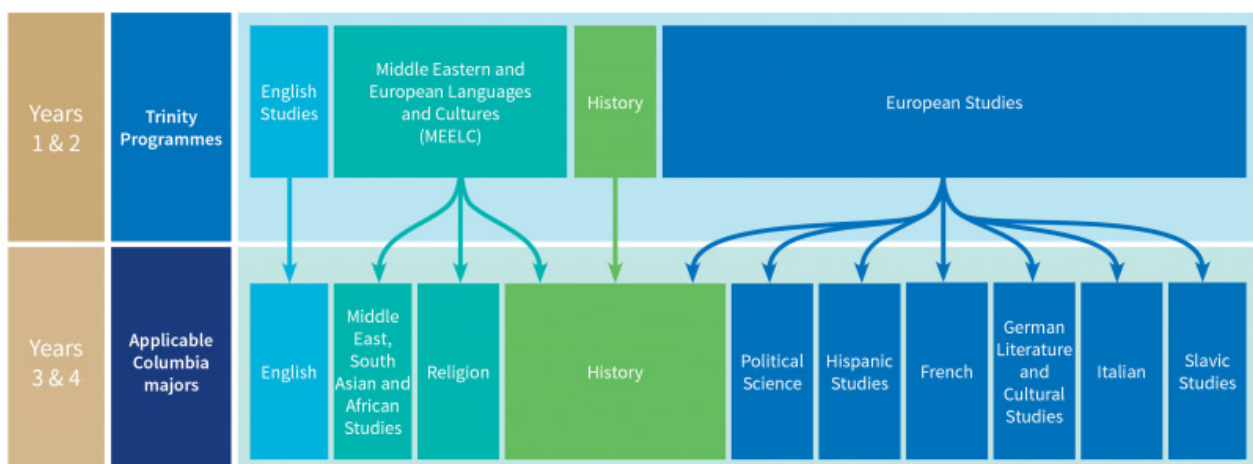 Years
1 & 2
Trinity
Programmes
English
Studies
Middle Eastern and
European Languages
and Cultures
(MEELC)
History
European Studies
Years
3 & 4
Applicable
Columbia
majors
English
Middle
East,
South
Asian and
African
Studies
Religion
History
Political
Science
Hispanic
Studies
French
German
Literature
and
Cultural
Studies
Italian
Slavic
Studies